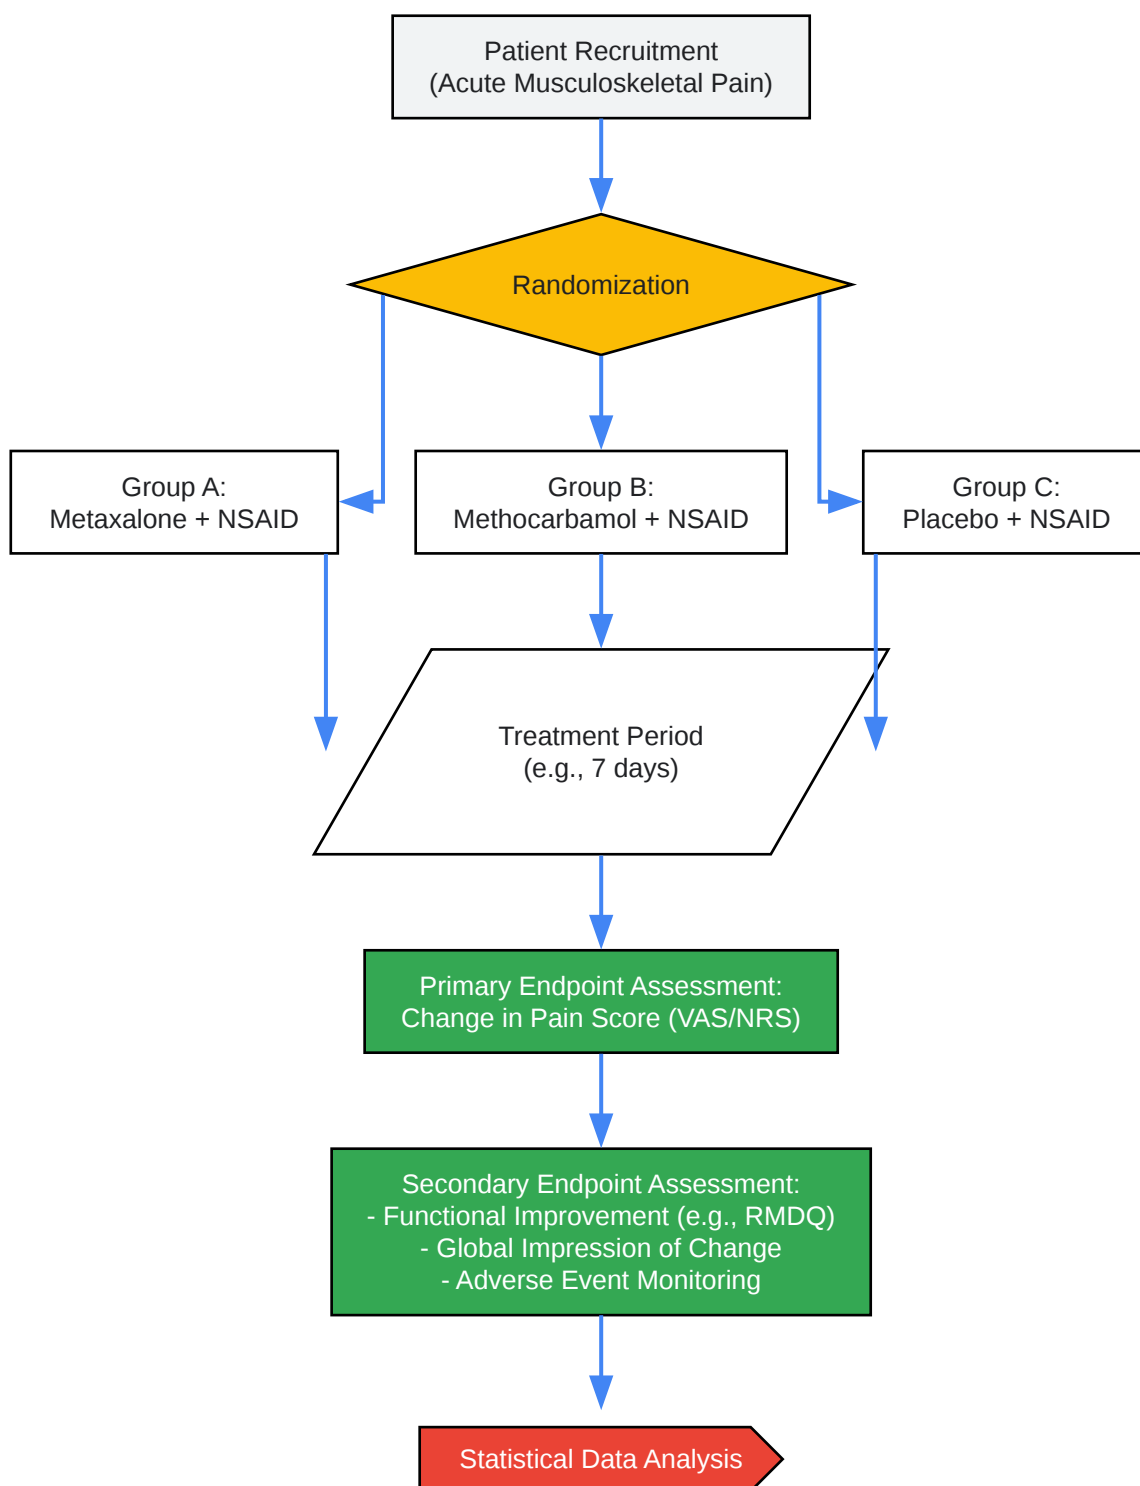 Patient Recruitment
(Acute Musculoskeletal Pain)
Randomization
Group A:
Metaxalone + NSAID
Group B:
Methocarbamol + NSAID
Group C:
Placebo + NSAID
Treatment Period
(e.g., 7 days)
Primary Endpoint Assessment:
Change in Pain Score (VAS/NRS)
Secondary Endpoint Assessment:
- Functional Improvement (e.g., RMDQ)
- Global Impression of Change
- Adverse Event Monitoring
Statistical Data Analysis